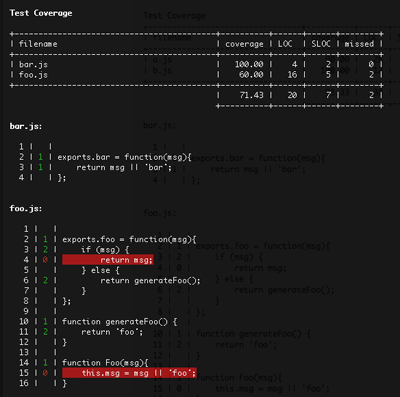 Test Coverage
+------------------------------------------+----------+------+------+--------+
| filename                                 | coverage | LOC  | SLOC | missed |
+------------------------------------------+----------+------+------+--------+
| bar.js                                   |   100.00 |    4 |    2 |      0 |
| foo.js                                   |    60.00 |   16 |    5 |      2 |
+------------------------------------------+----------+------+------+--------+
                                           |    71.43 |   20 |    7 |      2 |
                                           +----------+------+------+--------+
bar.js:
 1 |   |
 2 | 1 | exports.bar = function(msg){
 3 | 1 |     return msg || 'bar';
 4 |   | };
foo.js:
 1 |   |
 2 | 1 | exports.foo = function(msg){
 3 | 2 |     if (msg) {
 4 | 0 |         return msg;
 5 |   |     } else {
 6 | 2 |         return generateFoo();
 7 |   |     }
 8 |   | };
 9 |   |
10 | 1 | function generateFoo() {
11 | 2 |     return 'foo';
12 |   | }
13 |   |
14 | 1 | function Foo(msg){
15 | 0 |     this.msg = msg || 'foo';
16 |   | }